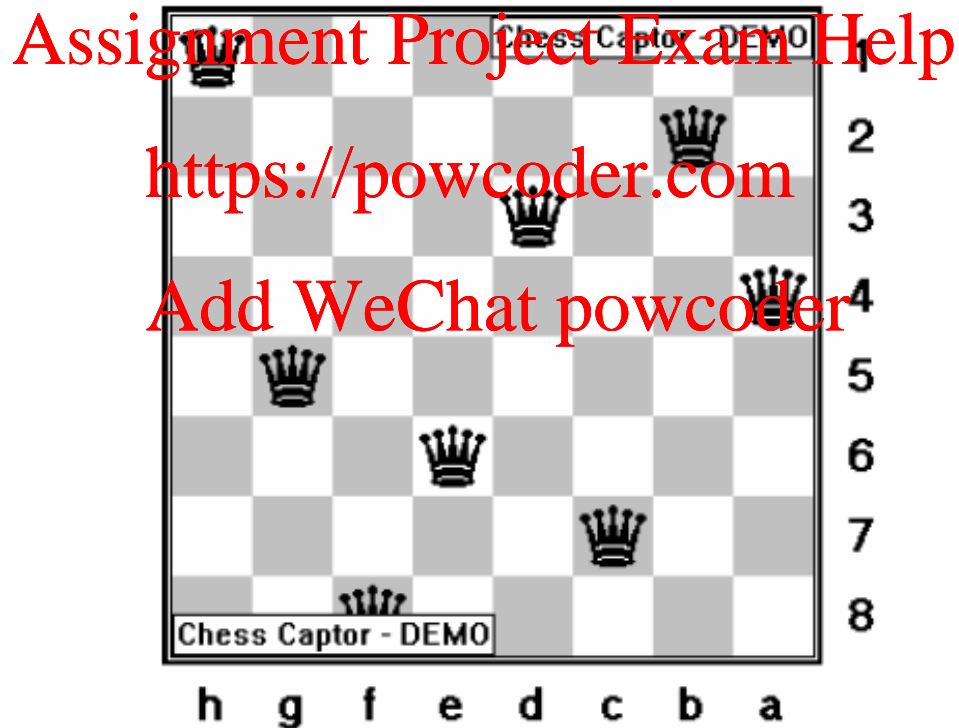 Assignment Project Exam Help
Chess Captor - DEMO
1
2
https://powcoder.com
3
Add WeChat powcoder
4
5
6
7
8
Chess Captor - DEMO
h g f e d c b a